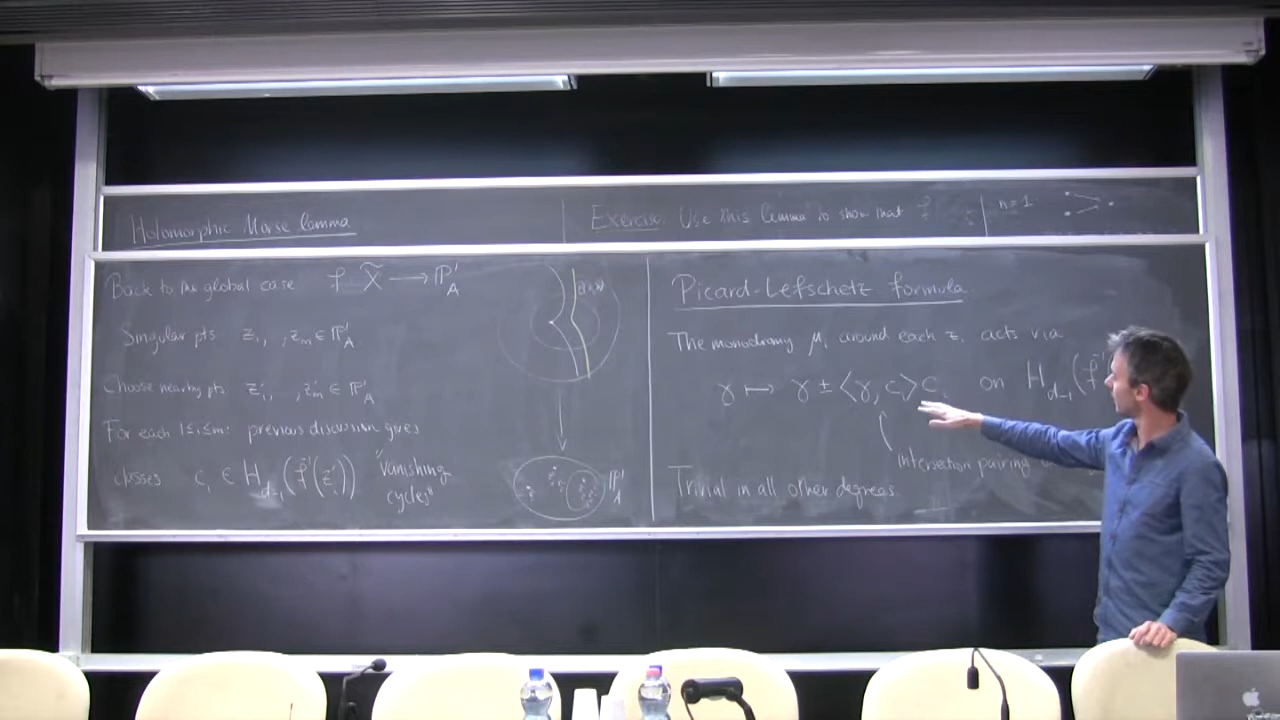 Holomorphic Morse lemma
Exercise: Use this lemma to show that
n=1
Back to the global case f: X̃ → ℙ¹_A
Singular pts z₁, , z_m ∈ ℙ¹_A
Choose nearby pts z'₁, , z'_m ∈ ℙ¹_A
For each 1≤i≤m: previous discussion gives
classes c_i ∈ H_{d-1}(f⁻¹(z'_i)) "Vanishing
cycles"
ℙ¹_A
Picard-Lefschetz formula
The monodromy μ_i around each z_i acts via
γ ↦ γ ± ⟨γ, c_i⟩ c_i on H_{d-1}(f⁻¹
intersection pairing
Trivial in all other degrees.